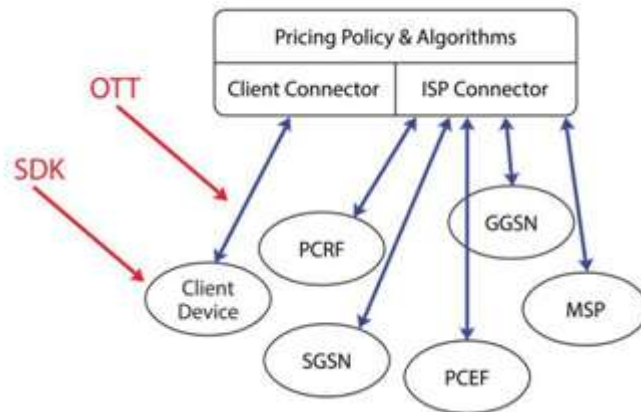 Pricing Policy & Algorithms
Client Connector
ISP Connector
OTT
SDK
PCRF
GGSN
Client
Device
MSP
SGSN
PCEF